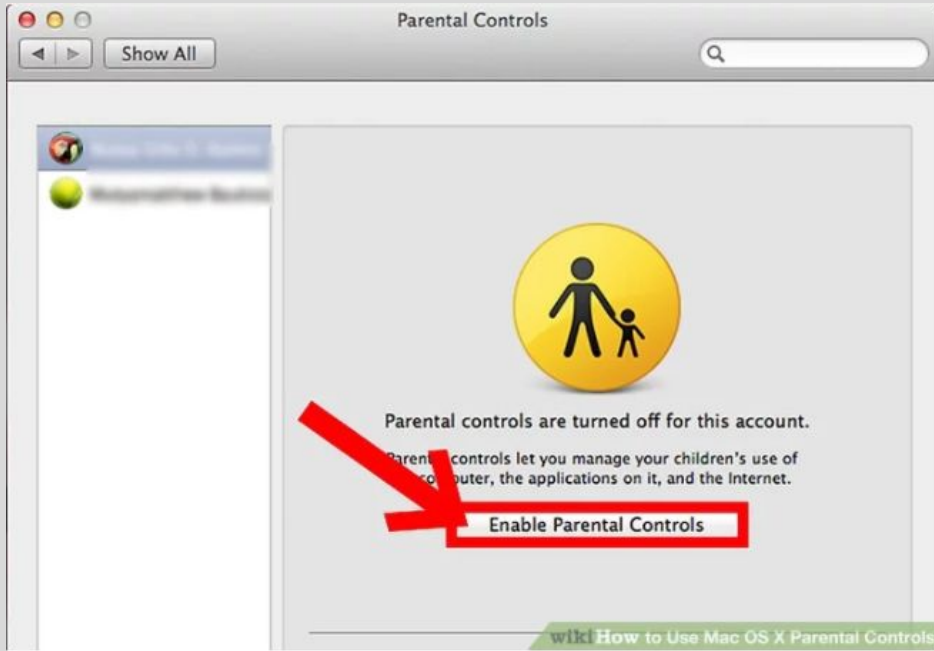 Parental Controls
Show All
Parental controls are turned off for this account.
controls let you manage your children's use of
the applications on it, and the Internet.
Enable Parental Controls
wikiHow to Use Mac OS X Parental Controls